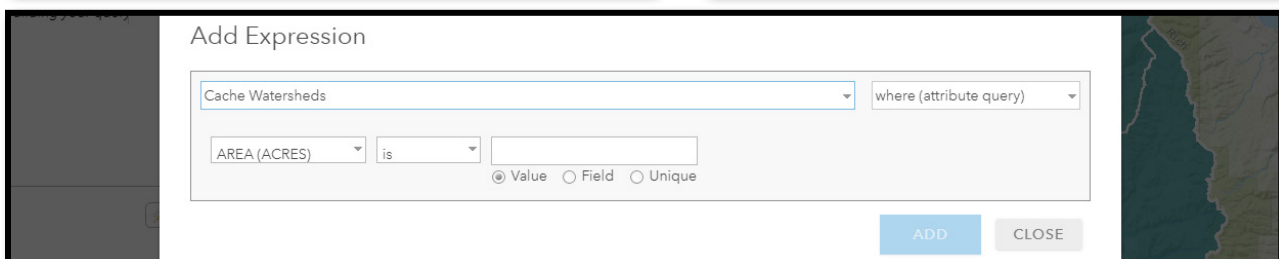 Add Expression
Cache Watersheds
where (attribute query)
AREA (ACRES)
is
Value
Field
Unique
ADD
CLOSE